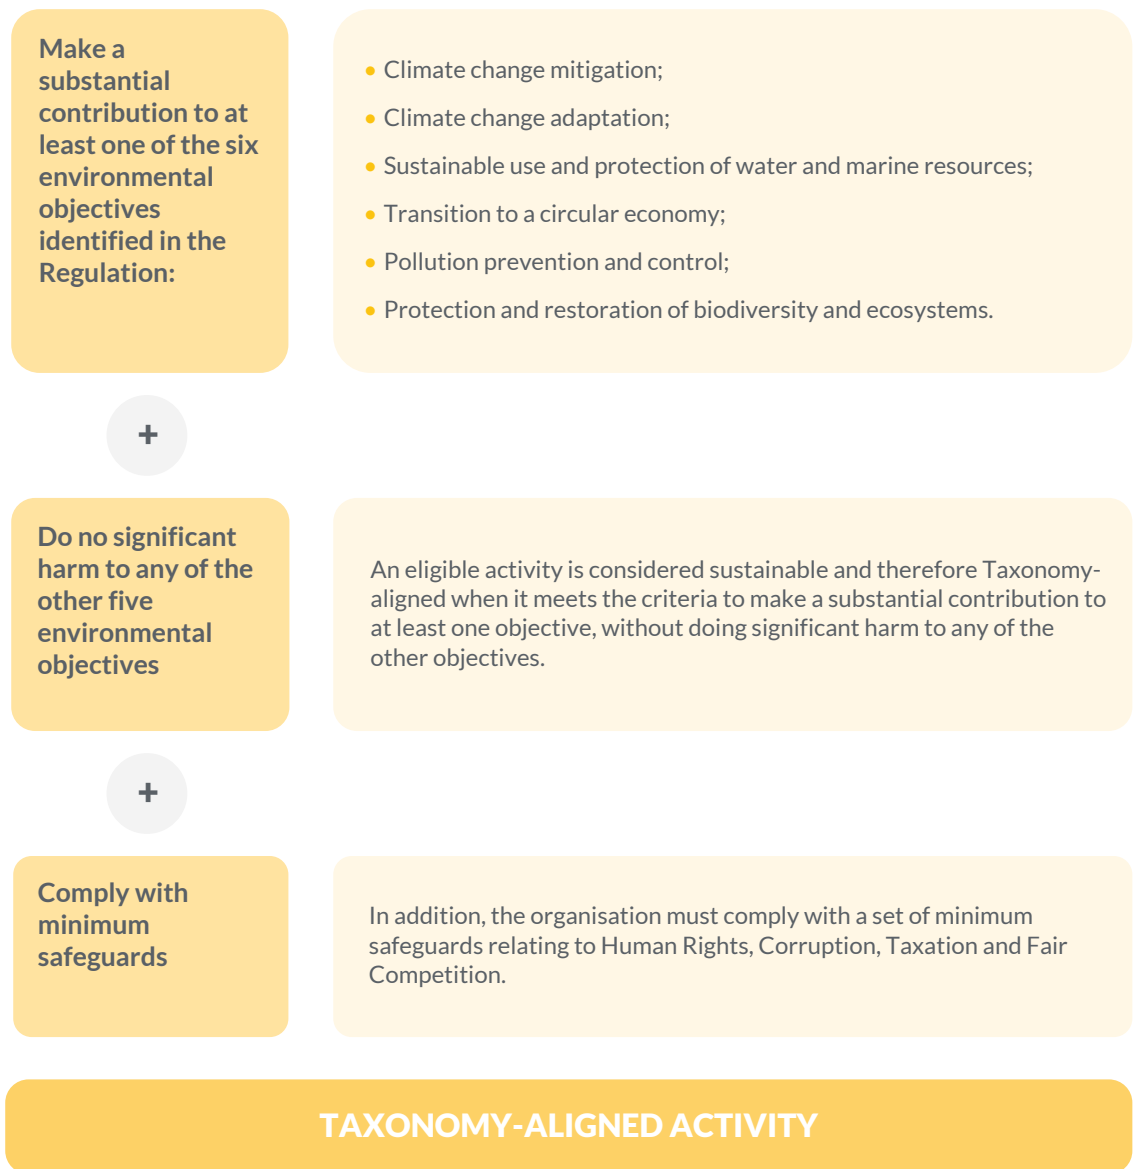 Make a
substantial
contribution to at
least one of the six
environmental
objectives
identified in the
Regulation:
• Climate change mitigation;
• Climate change adaptation;
• Sustainable use and protection of water and marine resources;
• Transition to a circular economy;
• Pollution prevention and control;
• Protection and restoration of biodiversity and ecosystems.
+
Do no significant
harm to any of the
other five
environmental
objectives
An eligible activity is considered sustainable and therefore Taxonomy-
aligned when it meets the criteria to make a substantial contribution to
at least one objective, without doing significant harm to any of the
other objectives.
+
Comply with
minimum
safeguards
In addition, the organisation must comply with a set of minimum
safeguards relating to Human Rights, Corruption, Taxation and Fair
Competition.
TAXONOMY-ALIGNED ACTIVITY